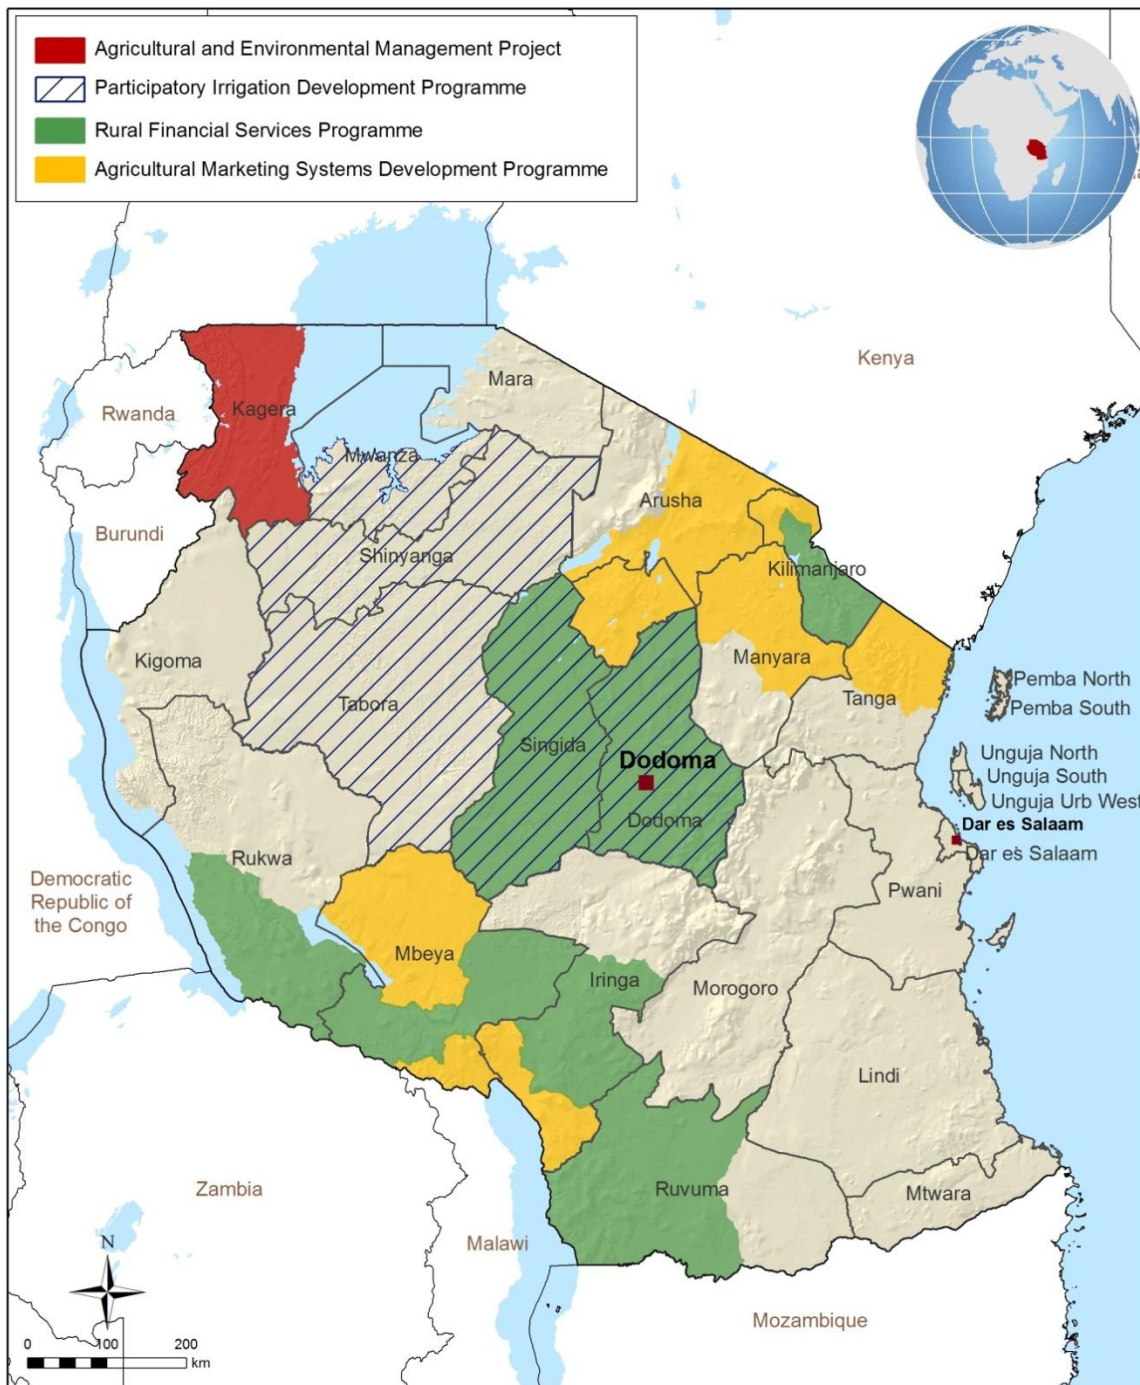 Agricultural and Environmental Management Project
Participatory Irrigation Development Programme
Rural Financial Services Programme
Agricultural Marketing Systems Development Programme
Kenya
Mara
Rwanda
Kagera
Mwanza
Arusha
Burundi
Shinyanga
Kilimanjaro
Kigoma
Manyara
Pemba North
Tanga
Pemba South
Tabora
Singida
Unguja North
Dodoma
Unguja South
Unguja Urb West
Dodoma
Dar es Salaam
Rukwa
Dar es Salaam
Democratic
Republic of
the Congo
Pwani
Mbeya
Iringa
Morogoro
Lindi
Zambia
Ruvuma
Mtwara
Malawi
N
Mozambique
0 100 200
km